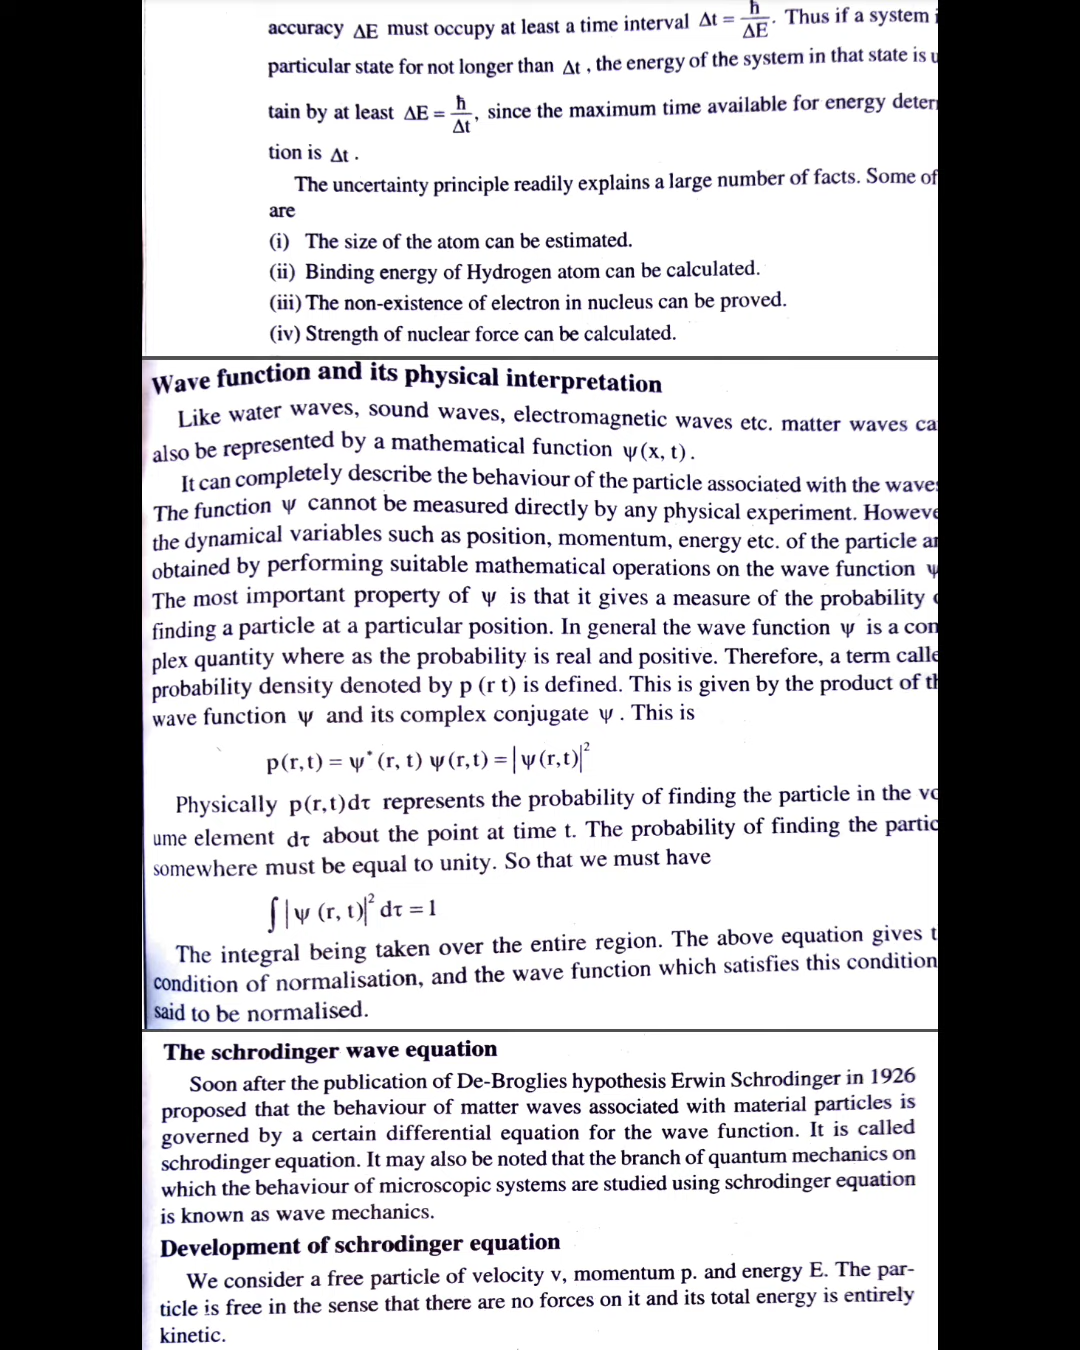 accuracy ΔE must occupy at least a time interval Δt = ħ/ΔE. Thus if a system
particular state for not longer than Δt, the energy of the system in that state is
tain by at least ΔE = ħ/Δt, since the maximum time available for energy deter
tion is Δt.
The uncertainty principle readily explains a large number of facts. Some of
are
(i) The size of the atom can be estimated.
(ii) Binding energy of Hydrogen atom can be calculated.
(iii) The non-existence of electron in nucleus can be proved.
(iv) Strength of nuclear force can be calculated.
Wave function and its physical interpretation
Like water waves, sound waves, electromagnetic waves etc. matter waves ca
also be represented by a mathematical function ψ(x, t).
It can completely describe the behaviour of the particle associated with the wave
The function ψ cannot be measured directly by any physical experiment. Howeve
the dynamical variables such as position, momentum, energy etc. of the particle a
obtained by performing suitable mathematical operations on the wave function ψ
The most important property of ψ is that it gives a measure of the probability
finding a particle at a particular position. In general the wave function ψ is a com
plex quantity where as the probability is real and positive. Therefore, a term calle
probability density denoted by p (r t) is defined. This is given by the product of th
wave function ψ and its complex conjugate ψ. This is
p(r,t) = ψ* (r, t) ψ(r,t) = |ψ(r,t)|²
Physically p(r,t)dτ represents the probability of finding the particle in the vo
ume element dτ about the point at time t. The probability of finding the partic
somewhere must be equal to unity. So that we must have
∫|ψ (r, t)|² dτ = 1
The integral being taken over the entire region. The above equation gives t
condition of normalisation, and the wave function which satisfies this condition
said to be normalised.
The schrodinger wave equation
Soon after the publication of De-Broglies hypothesis Erwin Schrodinger in 1926
proposed that the behaviour of matter waves associated with material particles is
governed by a certain differential equation for the wave function. It is called
schrodinger equation. It may also be noted that the branch of quantum mechanics on
which the behaviour of microscopic systems are studied using schrodinger equation
is known as wave mechanics.
Development of schrodinger equation
We consider a free particle of velocity v, momentum p. and energy E. The par-
ticle is free in the sense that there are no forces on it and its total energy is entirely
kinetic.